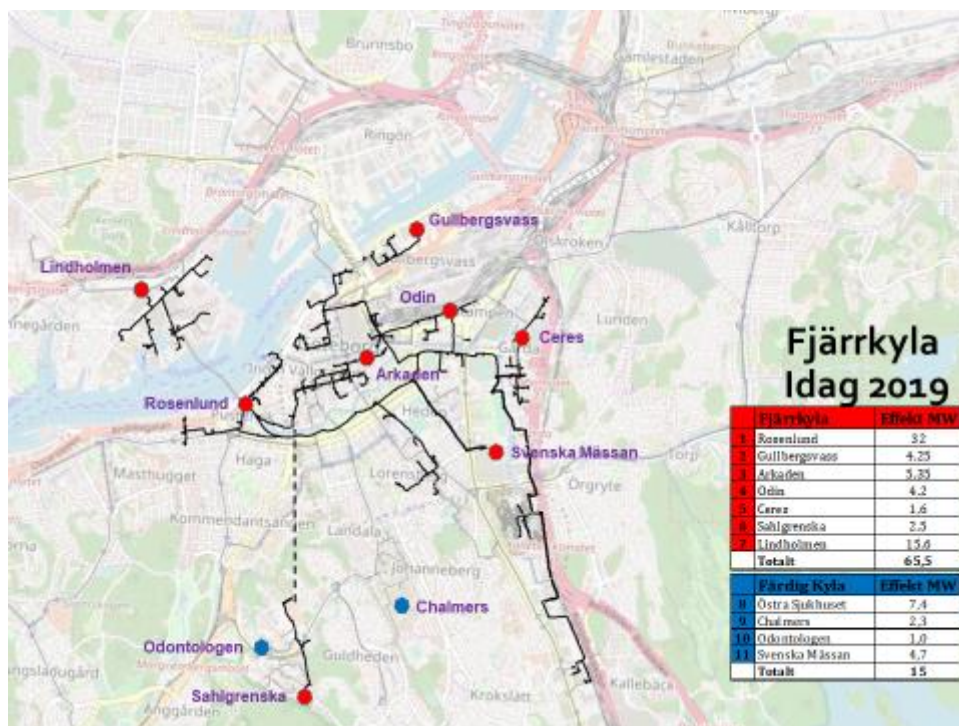 Brunnsbo
Ringön
Gamlestaden
Gullbergsvass
Olskroken
Kålltorp
Lindholmen
Odin
Lunden
Ceres
Arkaden
Rosenlund
Heden
Svenska Mässan
Torp
Masthugget
Haga
Lorensberg
Örgryte
Kommendantsängen
Landala
Johanneberg
Chalmers
Odontologen
Guldheden
Sahlgrenska
Änggården
Krokslätt
Kallebäck
Fjärrkyla
Idag 2019
Fjärrkyla Effekt MW
1 Rosenlund 32
2 Gullbergsvass 4.25
3 Arkaden 5.35
4 Odin 4.2
5 Ceres 1,6
6 Sahlgrenska 2.5
7 Lindholmen 15.6
Totalt 65,5
Färdig Kyla Effekt MW
8 Östra Sjukhuset 7,4
9 Chalmers 2,3
10 Odontologen 1,0
11 Svenska Mässan 4,7
Totalt 15